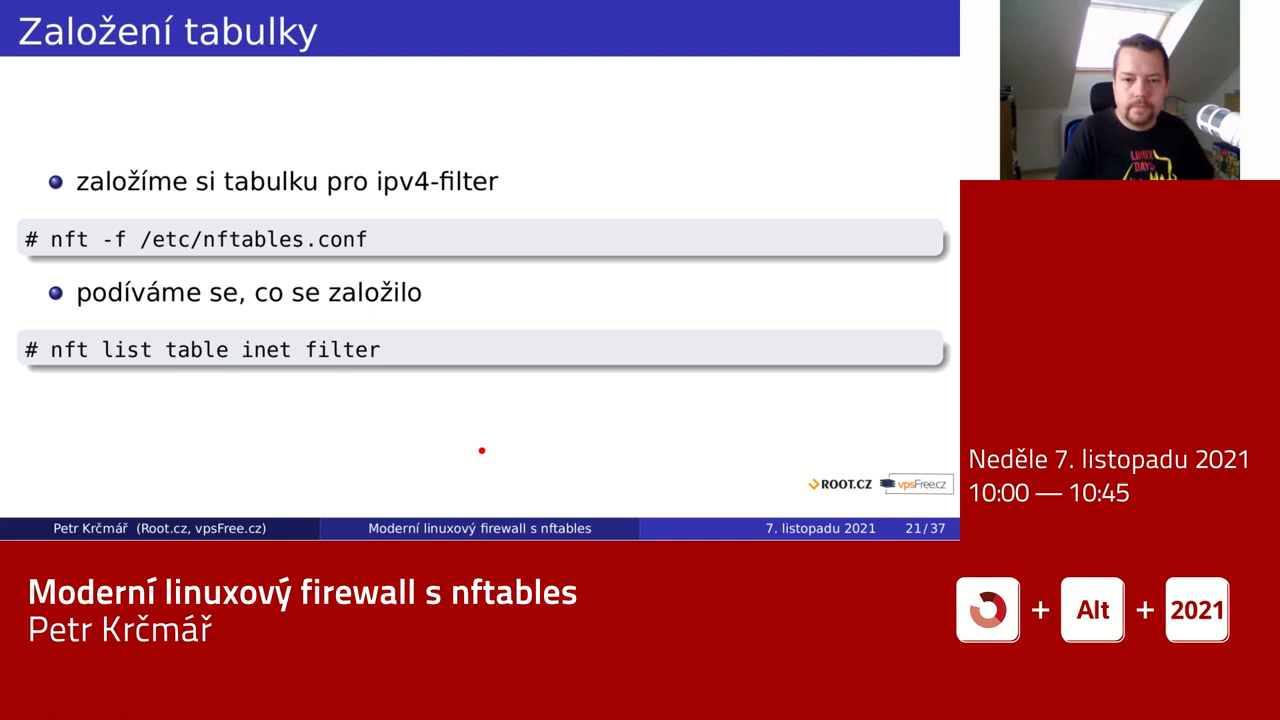 Založení tabulky
založíme si tabulku pro ipv4-filter
# nft -f /etc/nftables.conf
podíváme se, co se založilo
# nft list table inet filter
ROOT.CZ vpsFree.cz
Petr Krčmář (Root.cz, vpsFree.cz) Moderní linuxový firewall s nftables 7. listopadu 2021 21/37
LINUX
DAYS
Neděle 7. listopadu 2021
10:00 — 10:45
Moderní linuxový firewall s nftables
Petr Krčmář
+ Alt + 2021